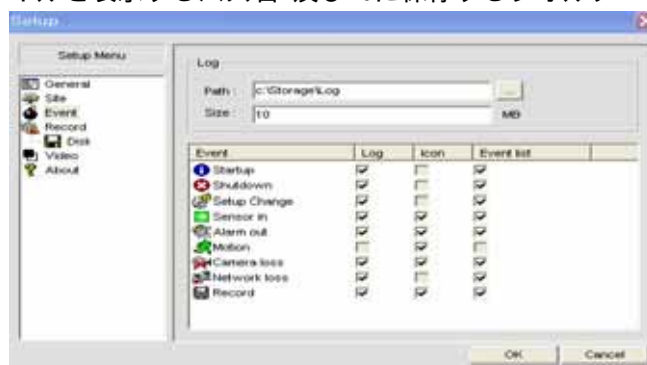 Setup
Setup Menu
General
Site
Event
Record
Disk
Video
About
Log
Path : c:\Storage\Log ...
Size : 10 MB
Event Log Icon Event list
Startup
Shutdown
Setup Change
Sensor in
Alarm out
Motion
Camera loss
Network loss
Record
OK Cancel